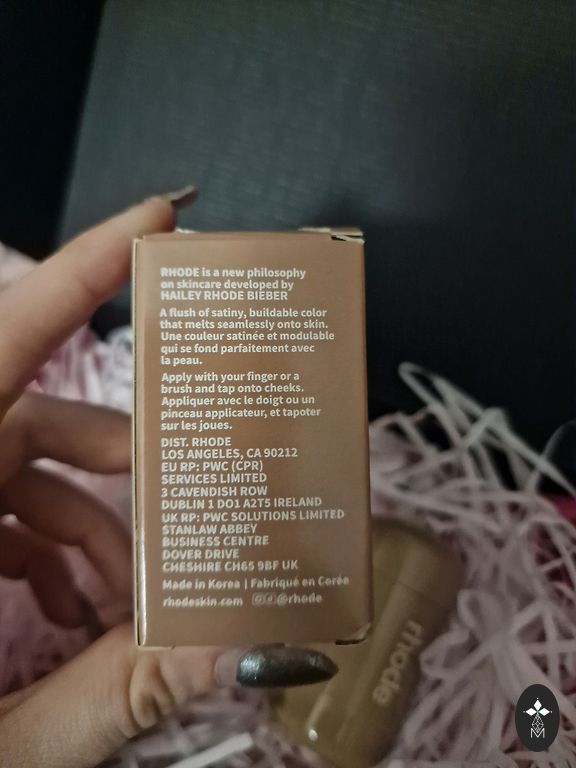 RHODE is a new philosophy
on skincare developed by
HAILEY RHODE BIEBER
A flush of satiny, buildable color
that melts seamlessly onto skin.
Une couleur satinée et modulable
qui se fond parfaitement avec
la peau.
Apply with your finger or a
brush and tap onto cheeks.
Appliquer avec le doigt ou un
pinceau applicateur, et tapoter
sur les joues.
DIST. RHODE
LOS ANGELES, CA 90212
EU RP: PWC (CPR)
SERVICES LIMITED
3 CAVENDISH ROW
DUBLIN 1 DO1 A2T5 IRELAND
UK RP: PWC SOLUTIONS LIMITED
STANLAW ABBEY
BUSINESS CENTRE
DOVER DRIVE
CHESHIRE CH65 9BF UK
Made in Korea | Fabriqué en Corée
rhodeskin.com @rhode
rhode
M